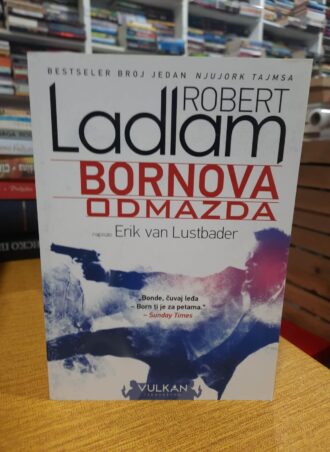 BESTSELER BROJ JEDAN NJUJORK TAJMSA
ROBERT
Ladlam
BORNOVA
ODMAZDA
napisao Erik van Lustbader
„Bonde, čuvaj leđa
– Born ti je za petama.“
– Sunday Times
VULKAN